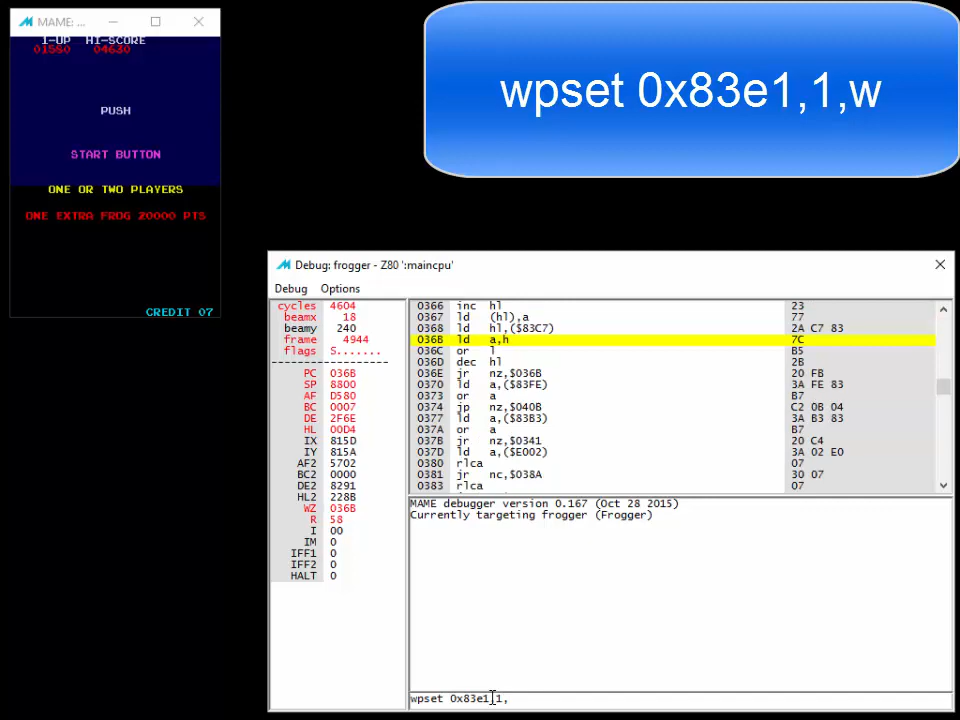 MAME: ...
1-UP HI-SCORE
01580 04630
PUSH
START BUTTON
ONE OR TWO PLAYERS
ONE EXTRA FROG 20000 PTS
CREDIT 07
wpset 0x83e1,1,w
Debug: frogger - Z80 ':maincpu'
Debug Options
cycles 4604
beamx 18
beamy 240
frame 4944
flags S.......
PC 036B
SP 8800
AF D580
BC 0007
DE 2F6E
HL 00D4
IX 815D
IY 815A
AF2 5702
BC2 0000
DE2 8291
HL2 228B
WZ 036B
R 58
I 00
IM 0
IFF1 0
IFF2 0
HALT 0
0366 inc hl 23
0367 ld (hl),a 77
0368 ld hl,($83C7) 2A C7 83
036B ld a,h 7C
036C or l B5
036D dec hl 2B
036E jr nz,$036B 20 FB
0370 ld a,($83FE) 3A FE 83
0373 or a B7
0374 jp nz,$040B C2 0B 04
0377 ld a,($83B3) 3A B3 83
037A or a B7
037B jr nz,$0341 20 C4
037D ld a,($E002) 3A 02 E0
0380 rlca 07
0381 jr nc,$038A 30 07
0383 rlca 07
MAME debugger version 0.167 (Oct 28 2015)
Currently targeting frogger (Frogger)
wpset 0x83e1,1,